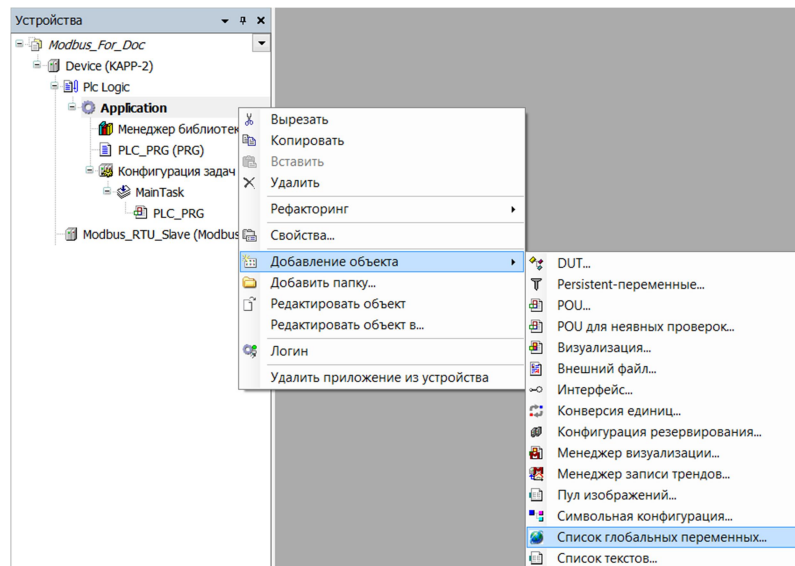 Устройства
Modbus_For_Doc
Device (KAPP-2)
Plc Logic
Application
Менеджер библиотек
PLC_PRG (PRG)
Конфигурация задач
MainTask
PLC_PRG
Modbus_RTU_Slave (Modbus
Вырезать
Копировать
Вставить
Удалить
Рефакторинг
Свойства...
Добавление объекта
Добавить папку...
Редактировать объект
Редактировать объект в...
Логин
Удалить приложение из устройства
DUT...
Persistent-переменные...
POU...
POU для неявных проверок...
Визуализация...
Внешний файл...
Интерфейс...
Конверсия единиц...
Конфигурация резервирования...
Менеджер визуализации...
Менеджер записи трендов...
Пул изображений...
Символьная конфигурация...
Список глобальных переменных...
Список текстов...